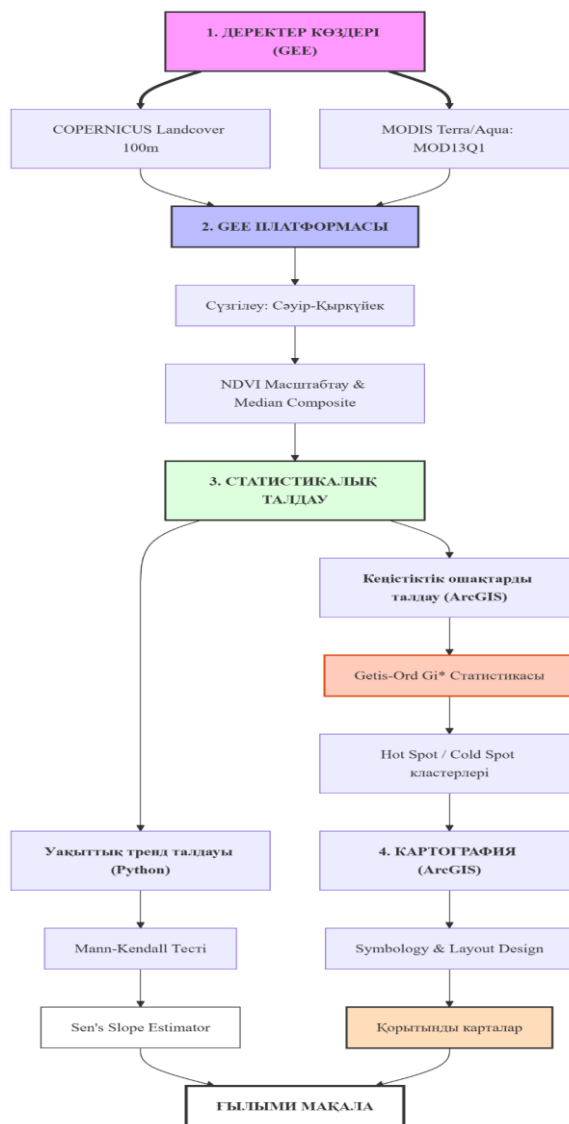 1. ДЕРЕКТЕР КӨЗДЕРІ
(GEE)
COPERNICUS Landcover
100m
MODIS Terra/Aqua:
MOD13Q1
2. GEE ПЛАТФОРМАСЫ
Сүзгілеу: Сәуір-Қыркүйек
NDVI Масштабтау &
Median Composite
3. СТАТИСТИКАЛЫҚ
ТАЛДАУ
Кеңістіктік ошақтарды
талдау (ArcGIS)
Getis-Ord Gi* Статистикасы
Hot Spot / Cold Spot
кластерлері
Уақыттық тренд талдауы
(Python)
4. КАРТОГРАФИЯ
(ArcGIS)
Mann-Kendall Тесті
Symbology & Layout Design
Sen's Slope Estimator
Қорытынды карталар
ҒЫЛЫМИ МАҚАЛА